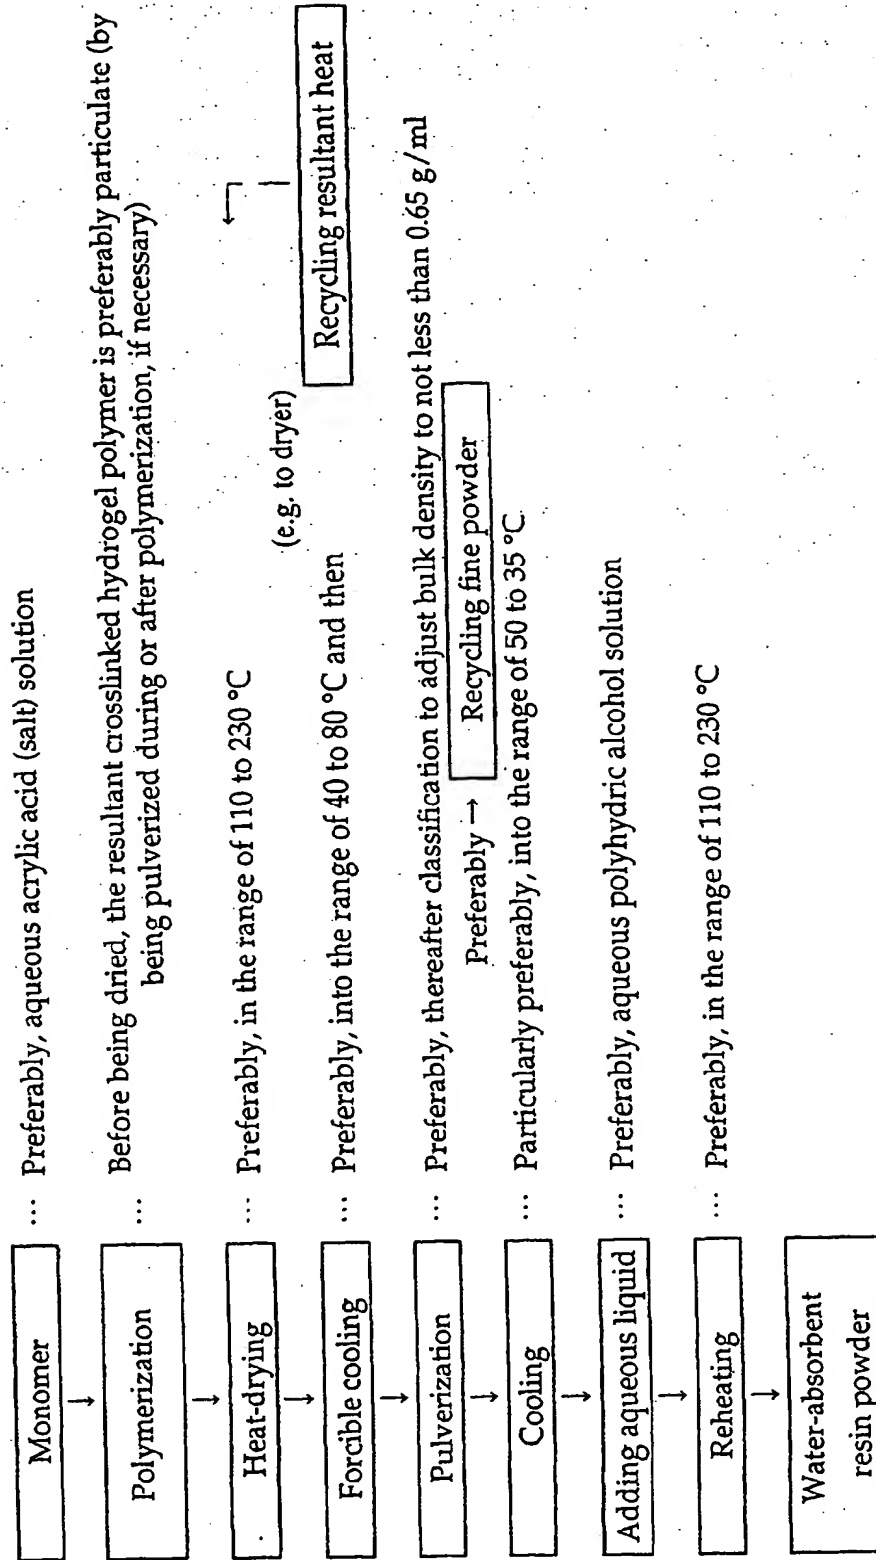 Monomer
… Preferably, aqueous acrylic acid (salt) solution
↓
Polymerization
… Before being dried, the resultant crosslinked hydrogel polymer is preferably particulate (by
being pulverized during or after polymerization, if necessary)
↓
Heat-drying
… Preferably, in the range of 110 to 230 °C
(e.g. to dryer)
↓
Forcible cooling
… Preferably, into the range of 40 to 80 °C and then
Recycling resultant heat
↓
Pulverization
… Preferably, thereafter classification to adjust bulk density to not less than 0.65 g/ml
Preferably → Recycling fine powder
↓
Cooling
… Particularly preferably, into the range of 50 to 35 °C
↓
Adding aqueous liquid
… Preferably, aqueous polyhydric alcohol solution
↓
Reheating
… Preferably, in the range of 110 to 230 °C
↓
Water-absorbent
resin powder